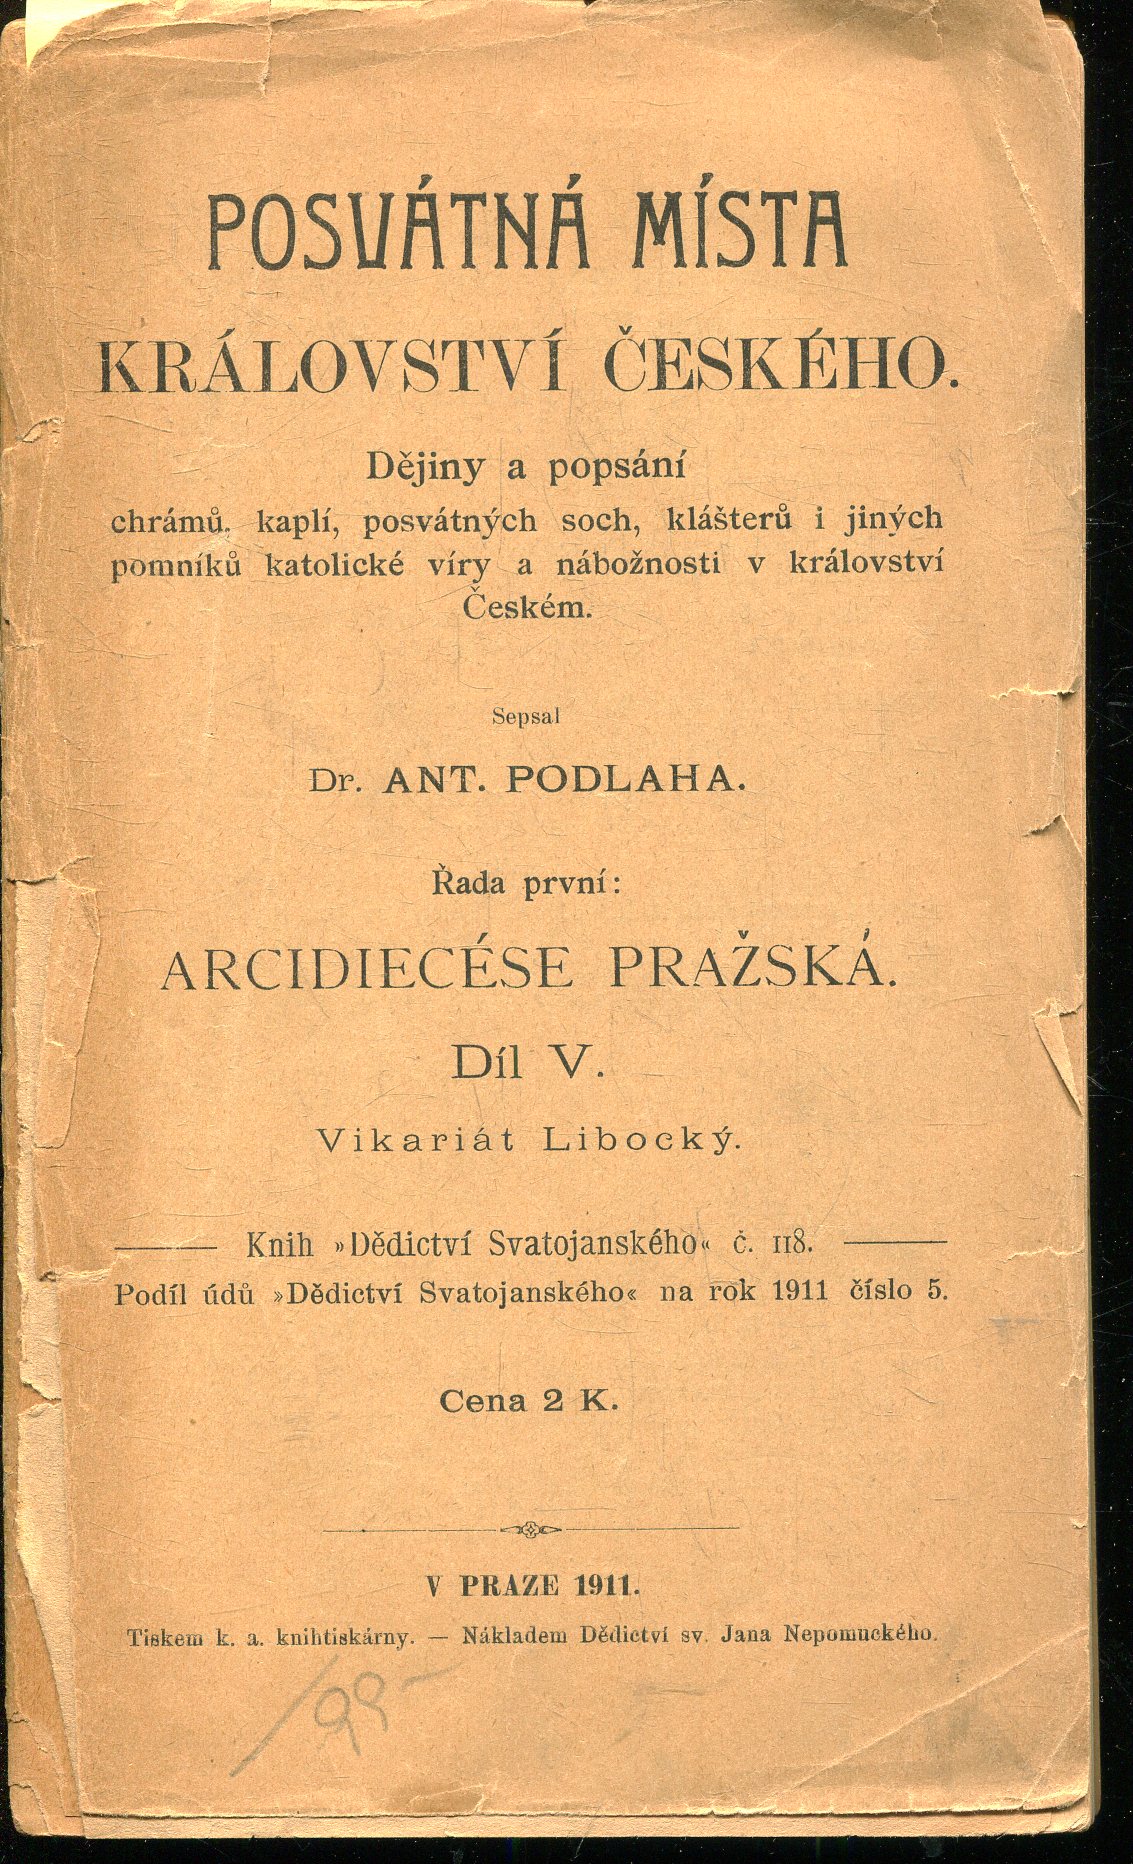 POSVÁTNÁ MÍSTA
KRÁLOVSTVÍ ČESKÉHO.
Dějiny a popsání
chrámů, kaplí, posvátných soch, klášterů i jiných
pomníků katolické víry a nábožnosti v království
Českém.
Sepsal
Dr. ANT. PODLAHA.
Řada první:
ARCIDIECÉSE PRAŽSKÁ.
Díl V.
Vikariát Libocký.
Knih »Dědictví Svatojanského« č. 118.
Podíl údů »Dědictví Svatojanského« na rok 1911 číslo 5.
Cena 2 K.
V PRAZE 1911.
Tiskem k. a. knihtiskárny. — Nákladem Dědictví sv. Jana Nepomuckého.